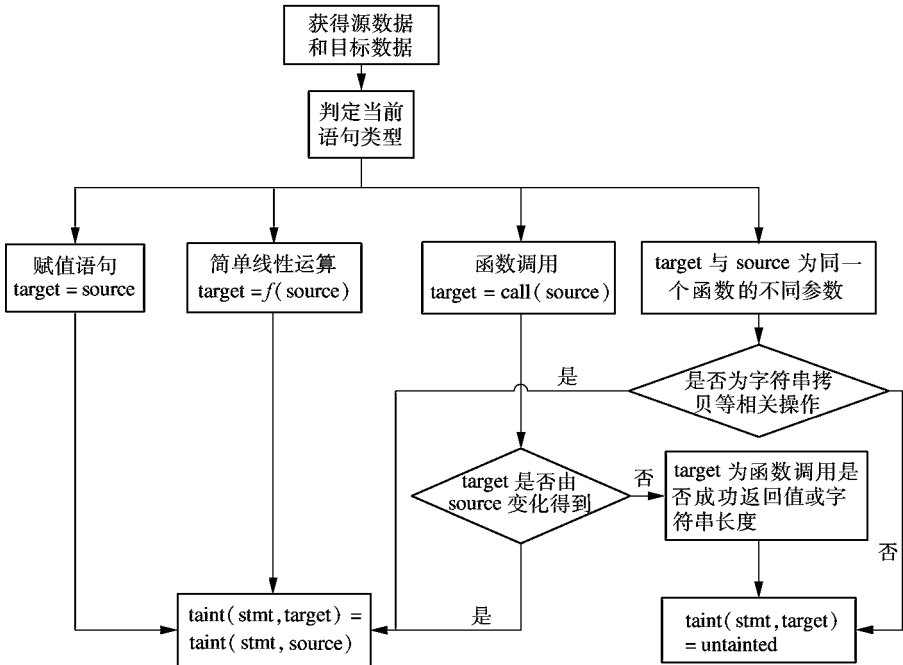 获得源数据
和目标数据
判定当前
语句类型
赋值语句
target = source
简单线性运算
target = f( source)
函数调用
target = call( source)
target 与 source 为同一
个函数的不同参数
是
是否为字符串拷
贝等相关操作
target 是否由
source 变化得到
否
target 为函数调用是
否成功返回值或字
符串长度
否
taint( stmt,target) =
taint( stmt, source)
是
taint( stmt,target)
= untainted